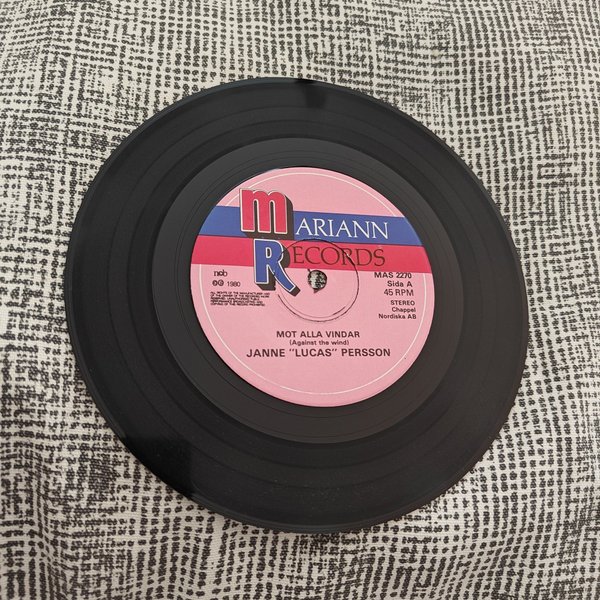 MARIANN
RECORDS
ncb
℗© 1980
MAS 2270
Sida A
45 RPM
STEREO
Chappel
Nordiska AB
MOT ALLA VINDAR
(Against the wind)
JANNE "LUCAS" PERSSON